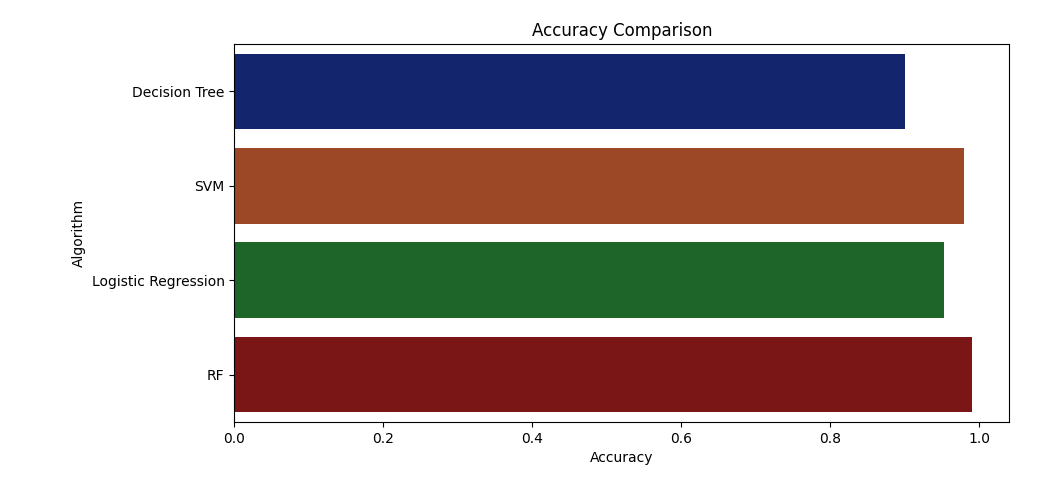 Accuracy Comparison
Decision Tree
SVM
Logistic Regression
RF
Algorithm
0.0 0.2 0.4 0.6 0.8 1.0
Accuracy